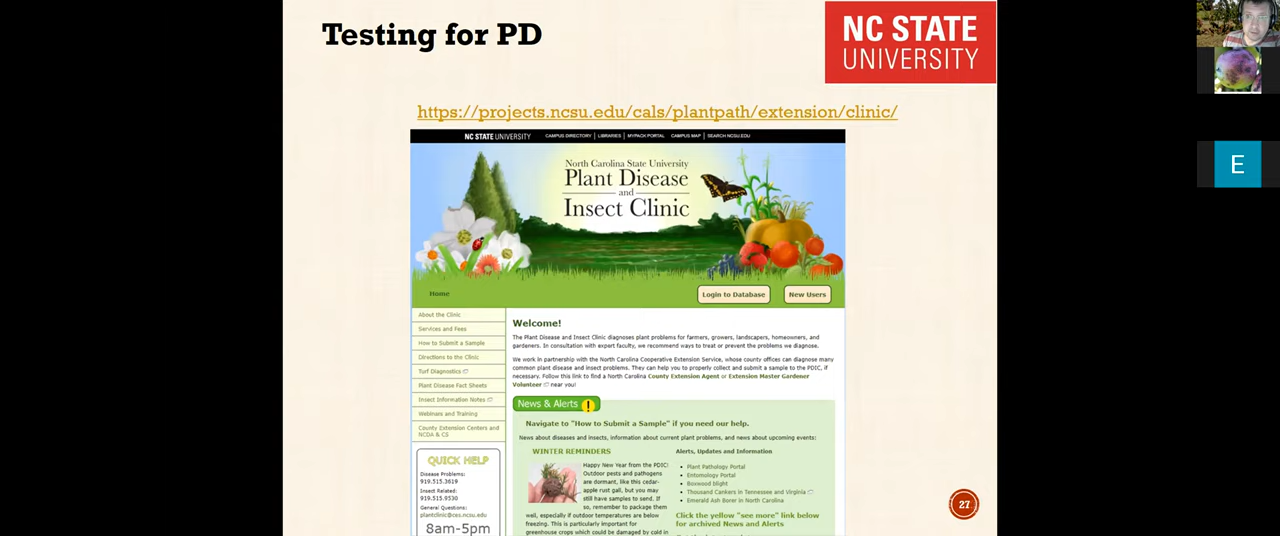 Testing for PD
NC STATE
UNIVERSITY
https://projects.ncsu.edu/cals/plantpath/extension/clinic/
NC STATE UNIVERSITY
CAMPUS DIRECTORY | LIBRARIES | MYPACK PORTAL CAMPUS MAP | SEARCH NCSU.EDU
North Carolina State University
Plant Disease
and
Insect Clinic
Home
Login to Database
New Users
About the Clinic
Services and Fees
How to Submit a Sample
Directions to the Clinic
Turf Diagnostics
Plant Disease Fact Sheets
Insect Information Notes
Webinars and Training
County Extension Centers and
NCDA & CS
QUICK HELP
Disease Problems:
919.515.3619
Insect Related:
919.515.9530
General Questions:
plantclinic@ces.ncsu.edu
8am-5pm
Welcome!
The Plant Disease and Insect Clinic diagnoses plant problems for farmers, growers, landscapers, homeowners, and
gardeners. In consultation with expert faculty, we recommend ways to treat or prevent the problems we diagnose.
We work in partnership with the North Carolina Cooperative Extension Service, whose county offices can diagnose many
common plant disease and insect problems. They can help you to properly collect and submit a sample to the PDIC, if
necessary. Follow this link to find a North Carolina County Extension Agent or Extension Master Gardener
Volunteer near you!
News & Alerts !
Navigate to "How to Submit a Sample" if you need our help.
News about diseases and insects, information about current plant problems, and news about upcoming events:
WINTER REMINDERS
Happy New Year from the PDIC!
Outdoor pests and pathogens
are dormant, like this cedar-
apple rust gall, but you may
still have samples to send. If
so, remember to package them
well, especially if outdoor temperatures are below
freezing. This is particularly important for
greenhouse crops which could be damaged by cold in
Alerts, Updates and Information
Plant Pathology Portal
Entomology Portal
Boxwood blight
Thousand Cankers in Tennessee and Virginia
Emerald Ash Borer in North Carolina
Click the yellow "see more" link below
for archived News and Alerts
27
E